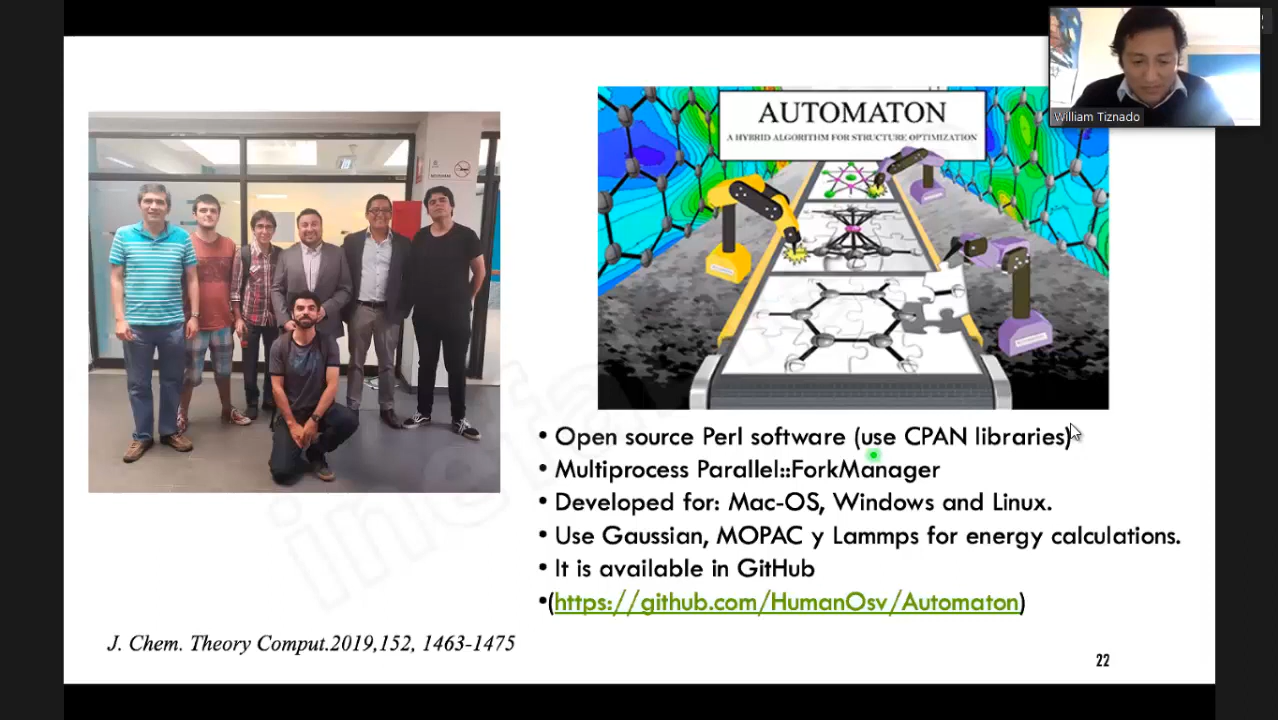 William Tiznado
AUTOMATON
A HYBRID ALGORITHM FOR STRUCTURE OPTIMIZATION
• Open source Perl software (use CPAN libraries)
• Multiprocess Parallel::ForkManager
• Developed for: Mac-OS, Windows and Linux.
• Use Gaussian, MOPAC y Lammps for energy calculations.
• It is available in GitHub
•(https://github.com/HumanOsv/Automaton)
J. Chem. Theory Comput.2019,152, 1463-1475
22